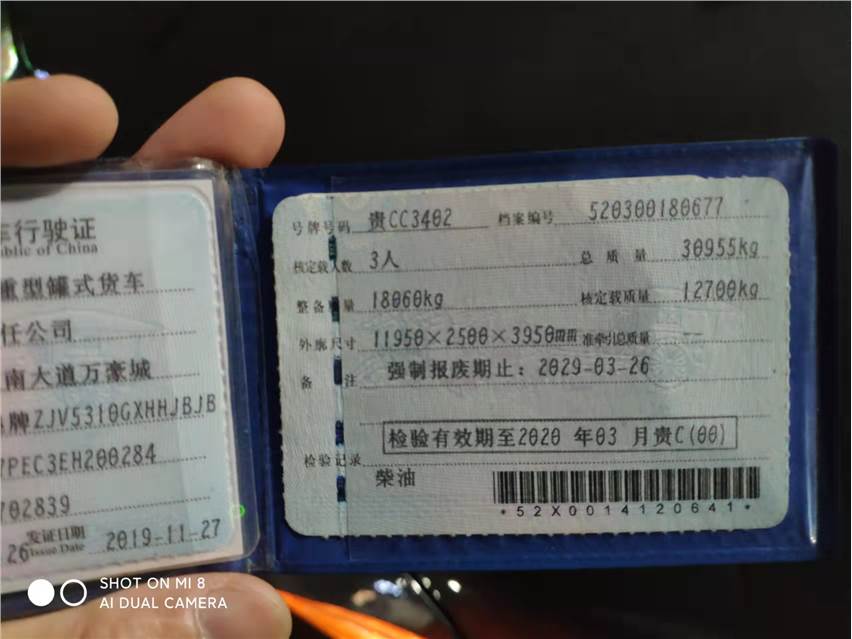 车行驶证
blic of China
重型罐式货车
任公司
南大道万豪城
牌ZJV5310GXHHJBJB
PEC3EH200284
702839
26 发证日期 Issue Date 2019-11-27
号牌号码 贵CC3402 档案编号 520300180677
核定载人数 3人 总质量 30955kg
整备质量 18060kg 核定载质量 12700kg
外廓尺寸 11950×2500×3950mm 准牵引总质量 --
备注 强制报废期止：2029-03-26
检验有效期至2020 年03 月贵C(00)
检验记录
柴油
*52X0014120641*
SHOT ON MI 8
AI DUAL CAMERA